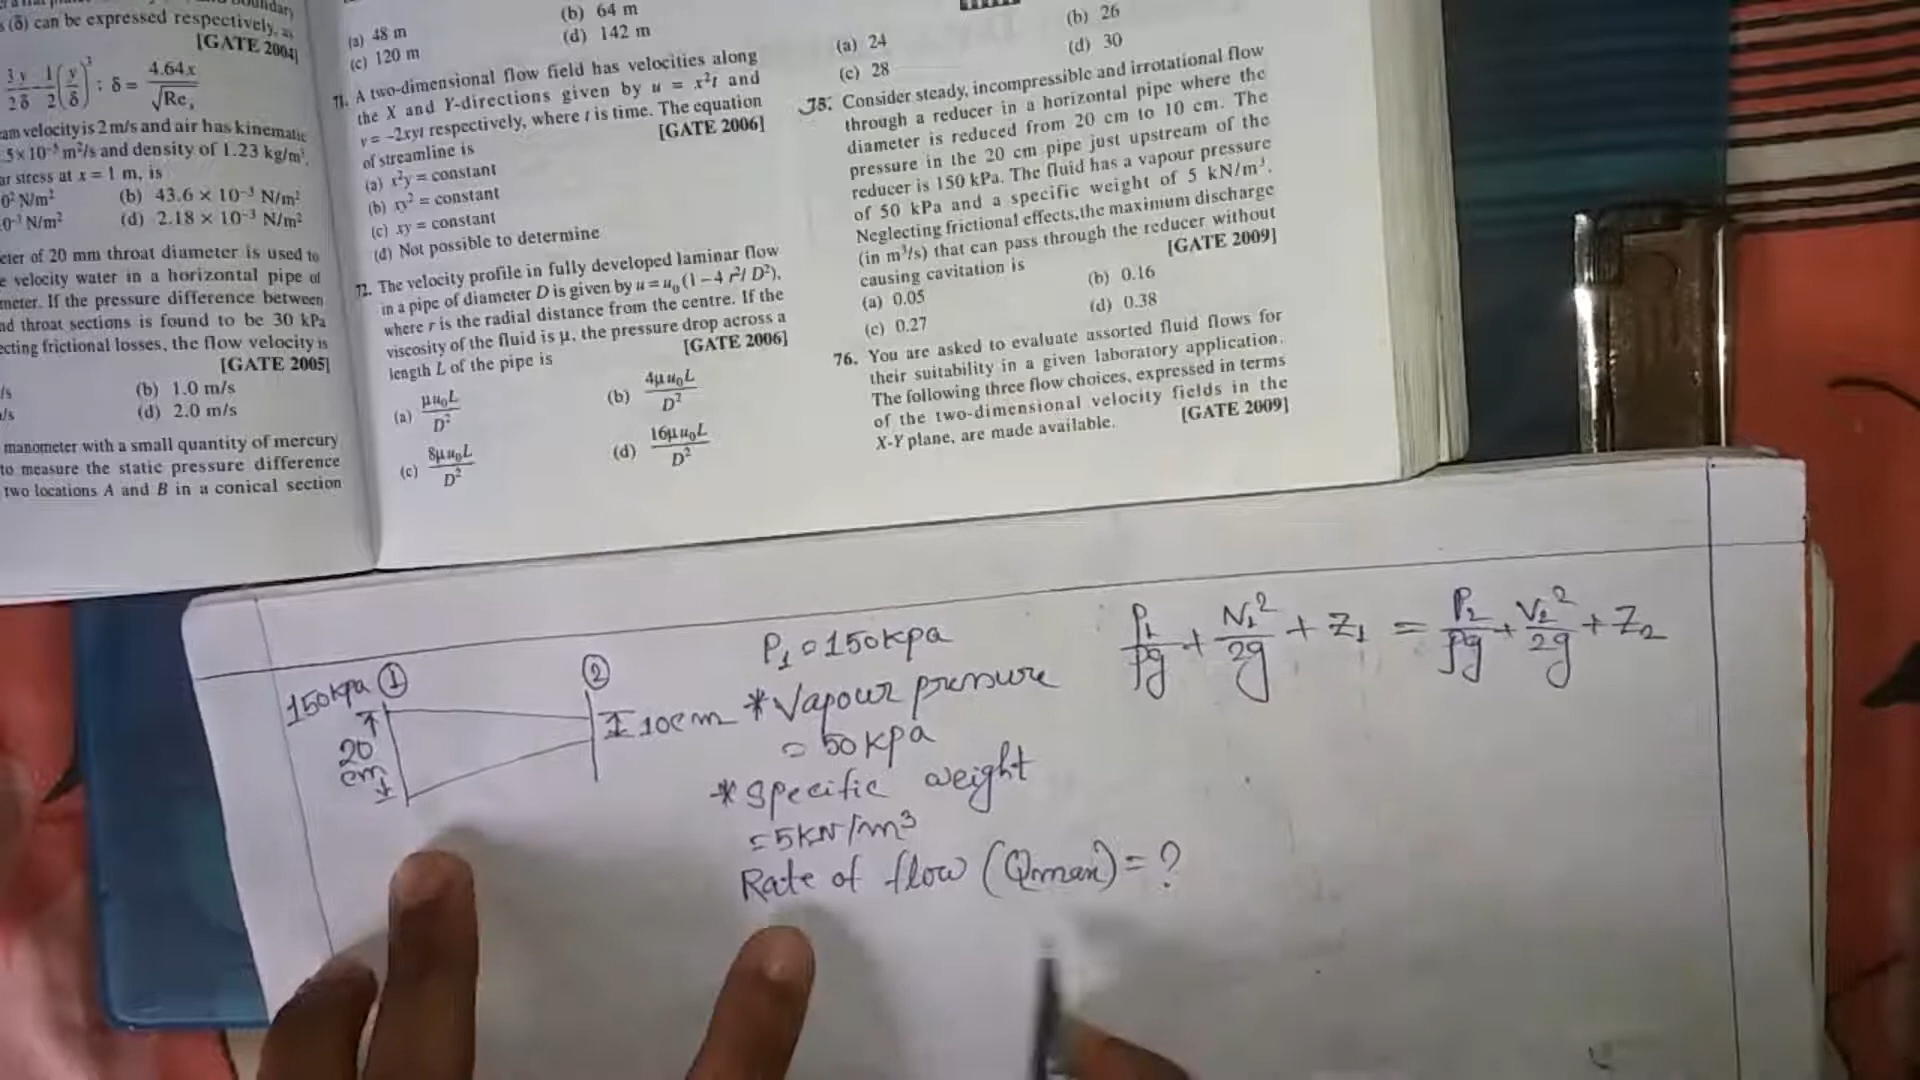 (δ) can be expressed respectively, as
[GATE 2004]
3 y / 2 δ - 1/2 (y/δ)³ ; δ = 4.64x / √Reₓ
am velocity is 2 m/s and air has kinematic
5 × 10⁻⁵ m²/s and density of 1.23 kg/m³,
ar stress at x = 1 m, is
0² N/m² (b) 43.6 × 10⁻³ N/m²
0⁻³ N/m² (d) 2.18 × 10⁻³ N/m²
eter of 20 mm throat diameter is used to
e velocity water in a horizontal pipe of
meter. If the pressure difference between
nd throat sections is found to be 30 kPa
ecting frictional losses, the flow velocity is
[GATE 2005]
/s (b) 1.0 m/s
/s (d) 2.0 m/s
manometer with a small quantity of mercury
to measure the static pressure difference
two locations A and B in a conical section
(a) 48 m (b) 64 m
(c) 120 m (d) 142 m
71. A two-dimensional flow field has velocities along
the X and Y-directions given by u = x²t and
v = -2xyt respectively, where t is time. The equation
of streamline is [GATE 2006]
(a) x²y = constant
(b) xy² = constant
(c) xy = constant
(d) Not possible to determine
72. The velocity profile in fully developed laminar flow
in a pipe of diameter D is given by u = u₀ (1 – 4 r²/ D²),
where r is the radial distance from the centre. If the
viscosity of the fluid is μ, the pressure drop across a
length L of the pipe is [GATE 2006]
(a) μu₀L / D² (b) 4μu₀L / D²
(c) 8μu₀L / D² (d) 16μu₀L / D²
(a) 24 (b) 26
(c) 28 (d) 30
75. Consider steady, incompressible and irrotational flow
through a reducer in a horizontal pipe where the
diameter is reduced from 20 cm to 10 cm. The
pressure in the 20 cm pipe just upstream of the
reducer is 150 kPa. The fluid has a vapour pressure
of 50 kPa and a specific weight of 5 kN/m³.
Neglecting frictional effects, the maximum discharge
(in m³/s) that can pass through the reducer without
causing cavitation is [GATE 2009]
(a) 0.05 (b) 0.16
(c) 0.27 (d) 0.38
76. You are asked to evaluate assorted fluid flows for
their suitability in a given laboratory application.
The following three flow choices, expressed in terms
of the two-dimensional velocity fields in the
X-Y plane, are made available. [GATE 2009]
150kpa ① ②
20 cm
10cm
P₁ = 150kpa
* Vapour pressure
= 50kpa
* Specific weight
= 5KN/m³
Rate of flow (Qmax) = ?
P₁/ρg + V₁²/2g + Z₁ = P₂/ρg + V₂²/2g + Z₂